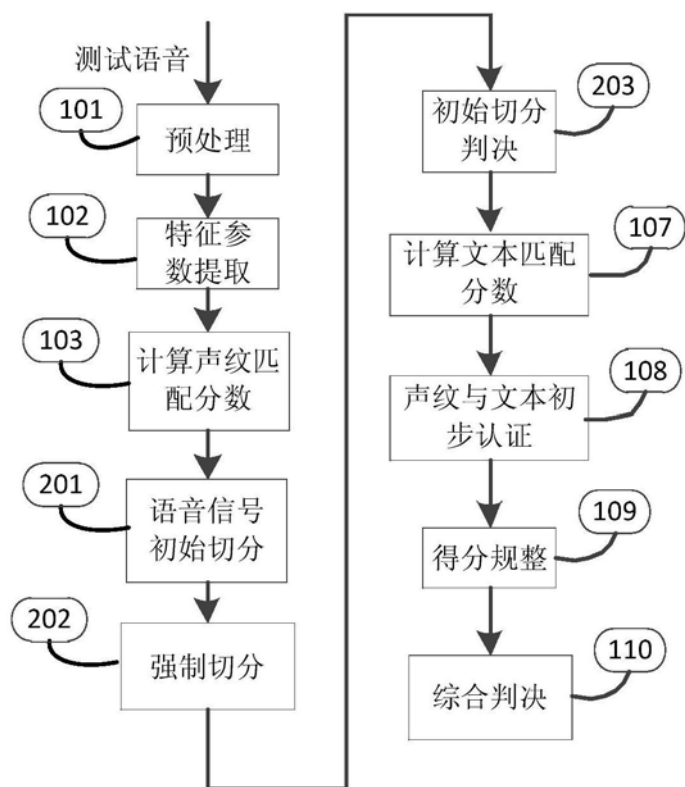 测试语音
101
预处理
102
特征参
数提取
103
计算声纹匹
配分数
201
语音信号
初始切分
202
强制切分
203
初始切分
判决
107
计算文本匹配
分数
108
声纹与文本初
步认证
109
得分规整
110
综合判决